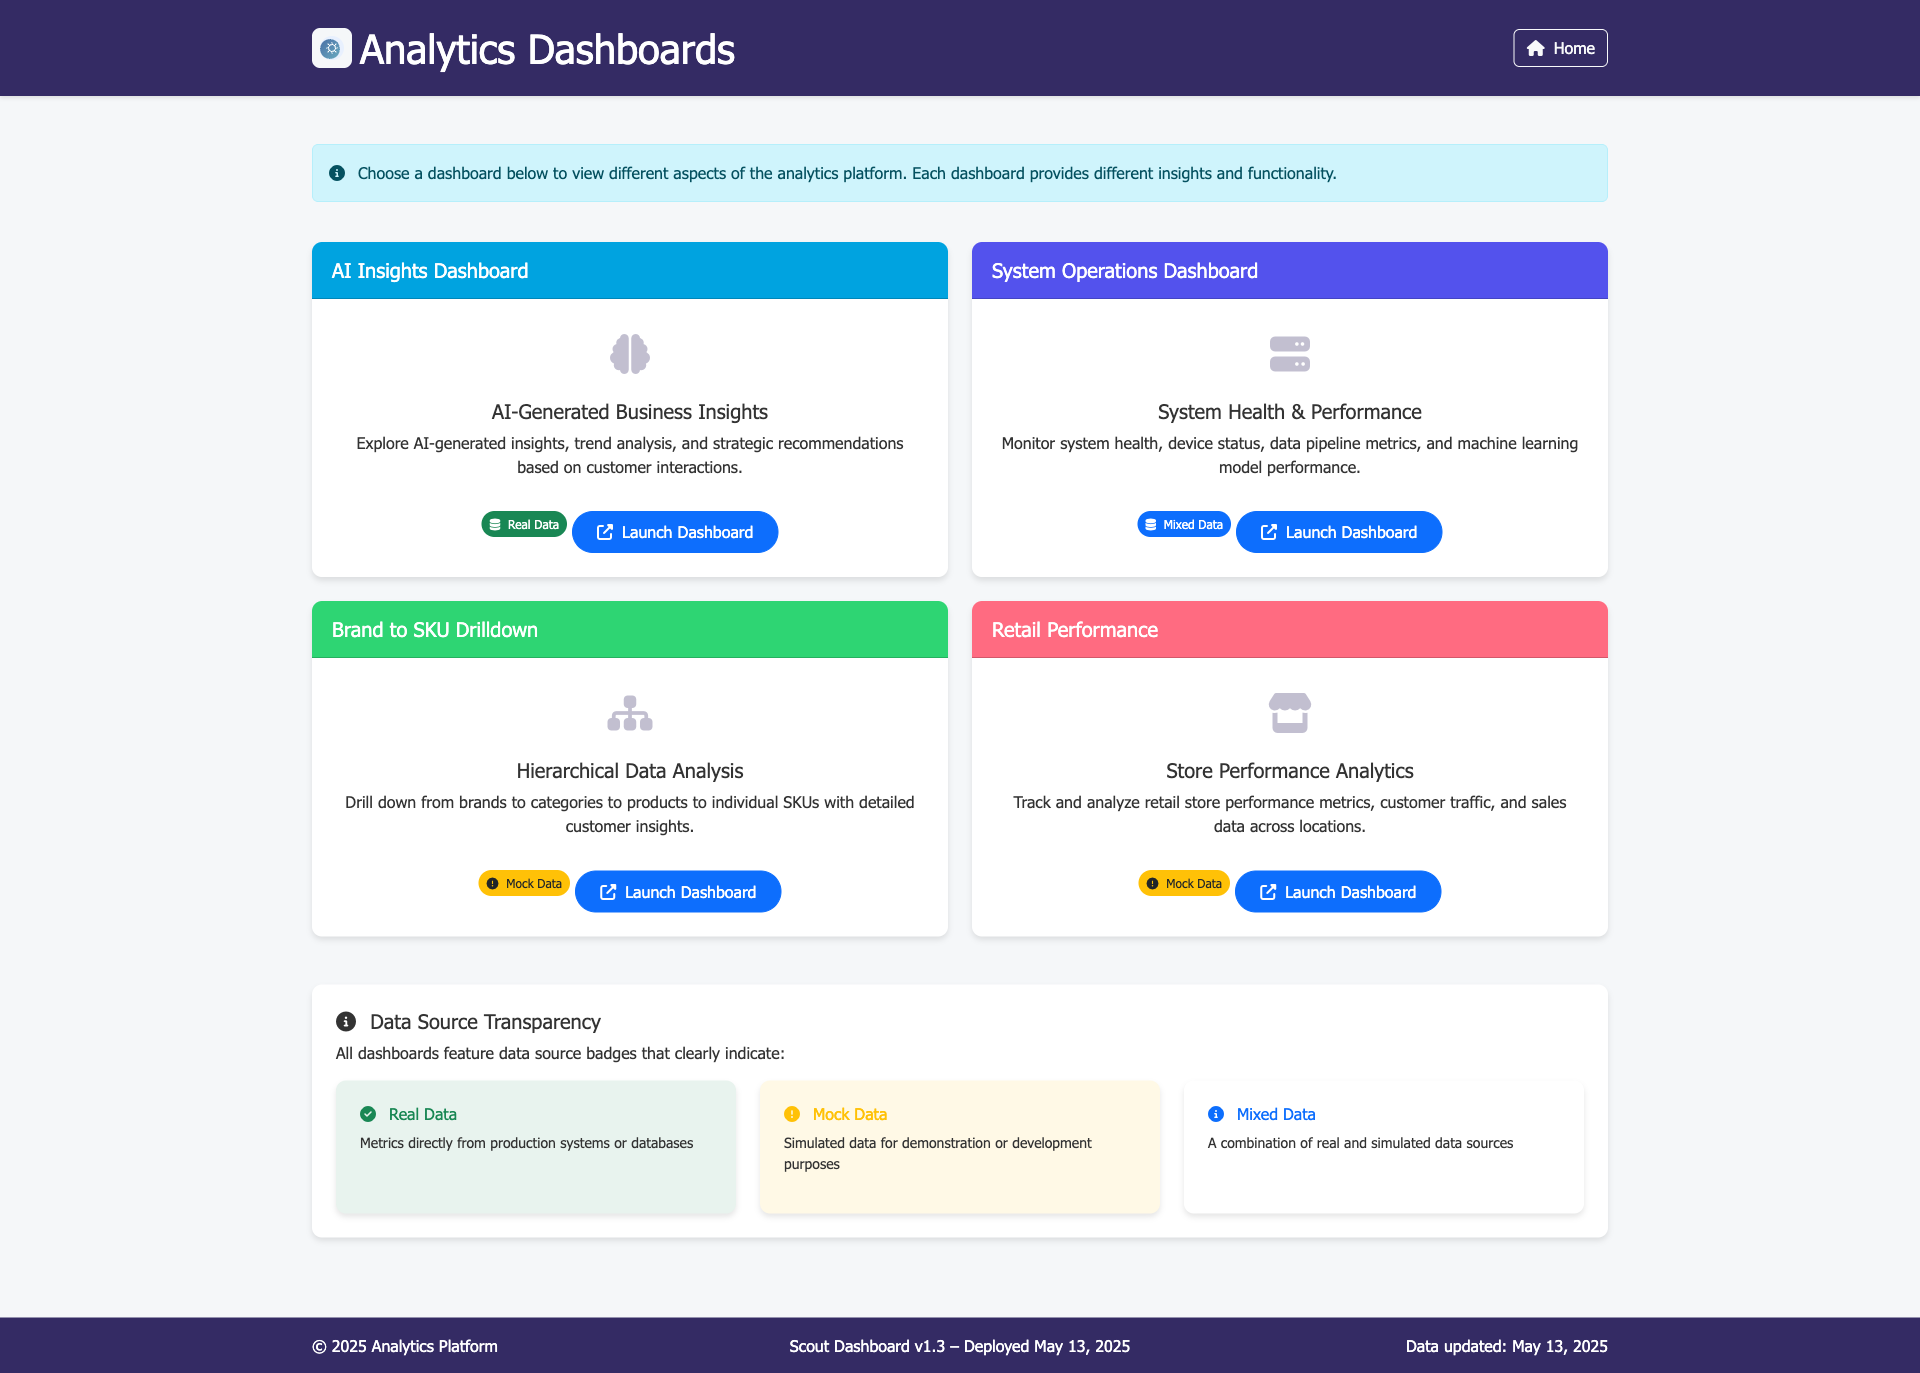 Analytics Dashboards
Home
Choose a dashboard below to view different aspects of the analytics platform. Each dashboard provides different insights and functionality.
AI Insights Dashboard
AI-Generated Business Insights
Explore AI-generated insights, trend analysis, and strategic recommendations
based on customer interactions.
Real Data
Launch Dashboard
System Operations Dashboard
System Health & Performance
Monitor system health, device status, data pipeline metrics, and machine learning
model performance.
Mixed Data
Launch Dashboard
Brand to SKU Drilldown
Hierarchical Data Analysis
Drill down from brands to categories to products to individual SKUs with detailed
customer insights.
Mock Data
Launch Dashboard
Retail Performance
Store Performance Analytics
Track and analyze retail store performance metrics, customer traffic, and sales
data across locations.
Mock Data
Launch Dashboard
Data Source Transparency
All dashboards feature data source badges that clearly indicate:
Real Data
Metrics directly from production systems or databases
Mock Data
Simulated data for demonstration or development
purposes
Mixed Data
A combination of real and simulated data sources
© 2025 Analytics Platform
Scout Dashboard v1.3 – Deployed May 13, 2025
Data updated: May 13, 2025